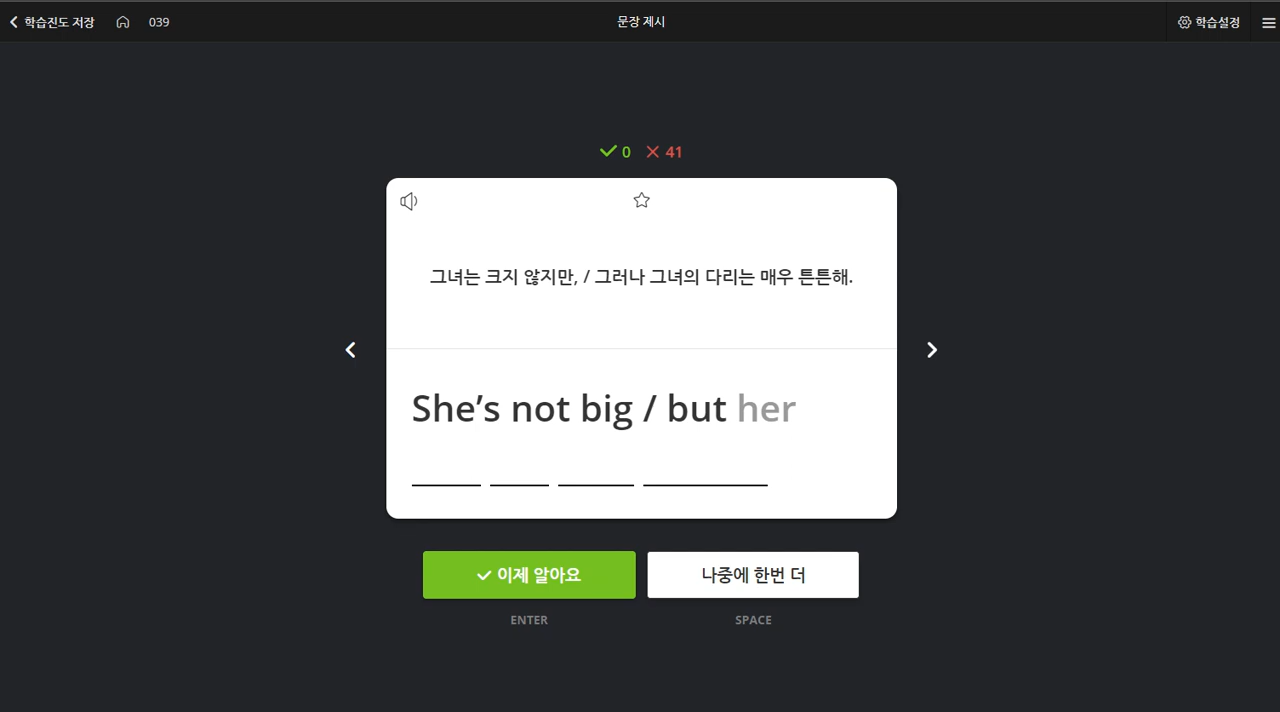 학습진도 저장 039 문장 제시 학습설정
0 41
그녀는 크지 않지만, / 그러나 그녀의 다리는 매우 튼튼해.
She’s not big / but her
이제 알아요 나중에 한번 더
ENTER SPACE